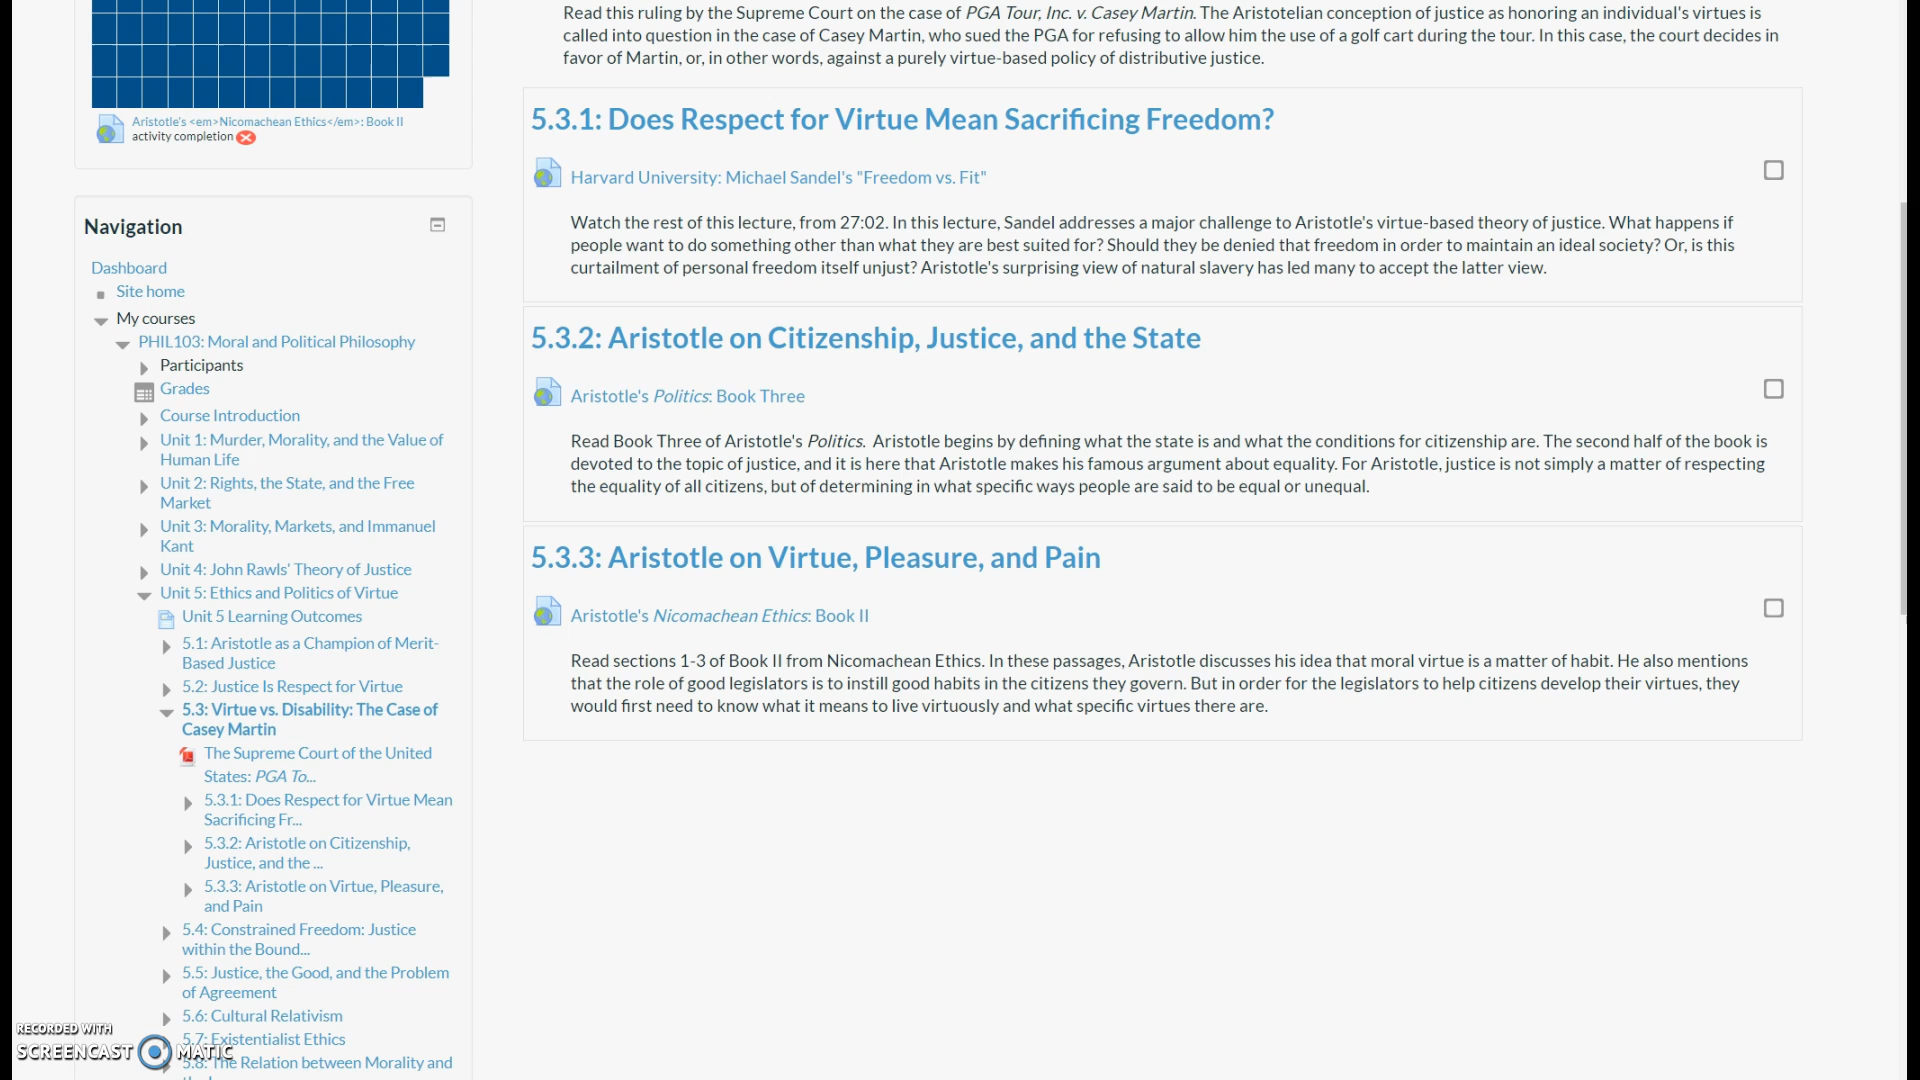 Aristotle's <em>Nicomachean Ethics</em>: Book II
activity completion
Navigation
Dashboard
Site home
My courses
PHIL103: Moral and Political Philosophy
Participants
Grades
Course Introduction
Unit 1: Murder, Morality, and the Value of
Human Life
Unit 2: Rights, the State, and the Free
Market
Unit 3: Morality, Markets, and Immanuel
Kant
Unit 4: John Rawls' Theory of Justice
Unit 5: Ethics and Politics of Virtue
Unit 5 Learning Outcomes
5.1: Aristotle as a Champion of Merit-
Based Justice
5.2: Justice Is Respect for Virtue
5.3: Virtue vs. Disability: The Case of
Casey Martin
The Supreme Court of the United
States: PGA To...
5.3.1: Does Respect for Virtue Mean
Sacrificing Fr...
5.3.2: Aristotle on Citizenship,
Justice, and the ...
5.3.3: Aristotle on Virtue, Pleasure,
and Pain
5.4: Constrained Freedom: Justice
within the Bound...
5.5: Justice, the Good, and the Problem
of Agreement
5.6: Cultural Relativism
5.7: Existentialist Ethics
5.8: The Relation between Morality and
Read this ruling by the Supreme Court on the case of PGA Tour, Inc. v. Casey Martin. The Aristotelian conception of justice as honoring an individual's virtues is
called into question in the case of Casey Martin, who sued the PGA for refusing to allow him the use of a golf cart during the tour. In this case, the court decides in
favor of Martin, or, in other words, against a purely virtue-based policy of distributive justice.
5.3.1: Does Respect for Virtue Mean Sacrificing Freedom?
Harvard University: Michael Sandel's "Freedom vs. Fit"
Watch the rest of this lecture, from 27:02. In this lecture, Sandel addresses a major challenge to Aristotle's virtue-based theory of justice. What happens if
people want to do something other than what they are best suited for? Should they be denied that freedom in order to maintain an ideal society? Or, is this
curtailment of personal freedom itself unjust? Aristotle's surprising view of natural slavery has led many to accept the latter view.
5.3.2: Aristotle on Citizenship, Justice, and the State
Aristotle's Politics: Book Three
Read Book Three of Aristotle's Politics. Aristotle begins by defining what the state is and what the conditions for citizenship are. The second half of the book is
devoted to the topic of justice, and it is here that Aristotle makes his famous argument about equality. For Aristotle, justice is not simply a matter of respecting
the equality of all citizens, but of determining in what specific ways people are said to be equal or unequal.
5.3.3: Aristotle on Virtue, Pleasure, and Pain
Aristotle's Nicomachean Ethics: Book II
Read sections 1-3 of Book II from Nicomachean Ethics. In these passages, Aristotle discusses his idea that moral virtue is a matter of habit. He also mentions
that the role of good legislators is to instill good habits in the citizens they govern. But in order for the legislators to help citizens develop their virtues, they
would first need to know what it means to live virtuously and what specific virtues there are.
RECORDED WITH
SCREENCAST MATIC